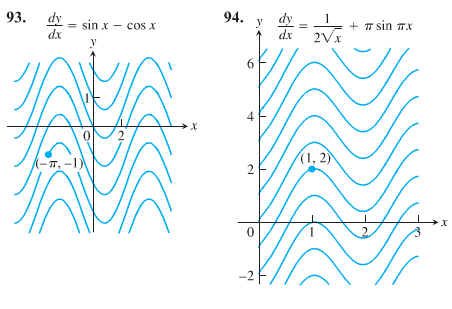 93. dy/dx = sin x − cos x
y
1
0
2
x
(−π, −1)
94. dy/dx = 1/(2√x) + π sin πx
y
6
4
2
(1, 2)
0
1
2
3
x
−2